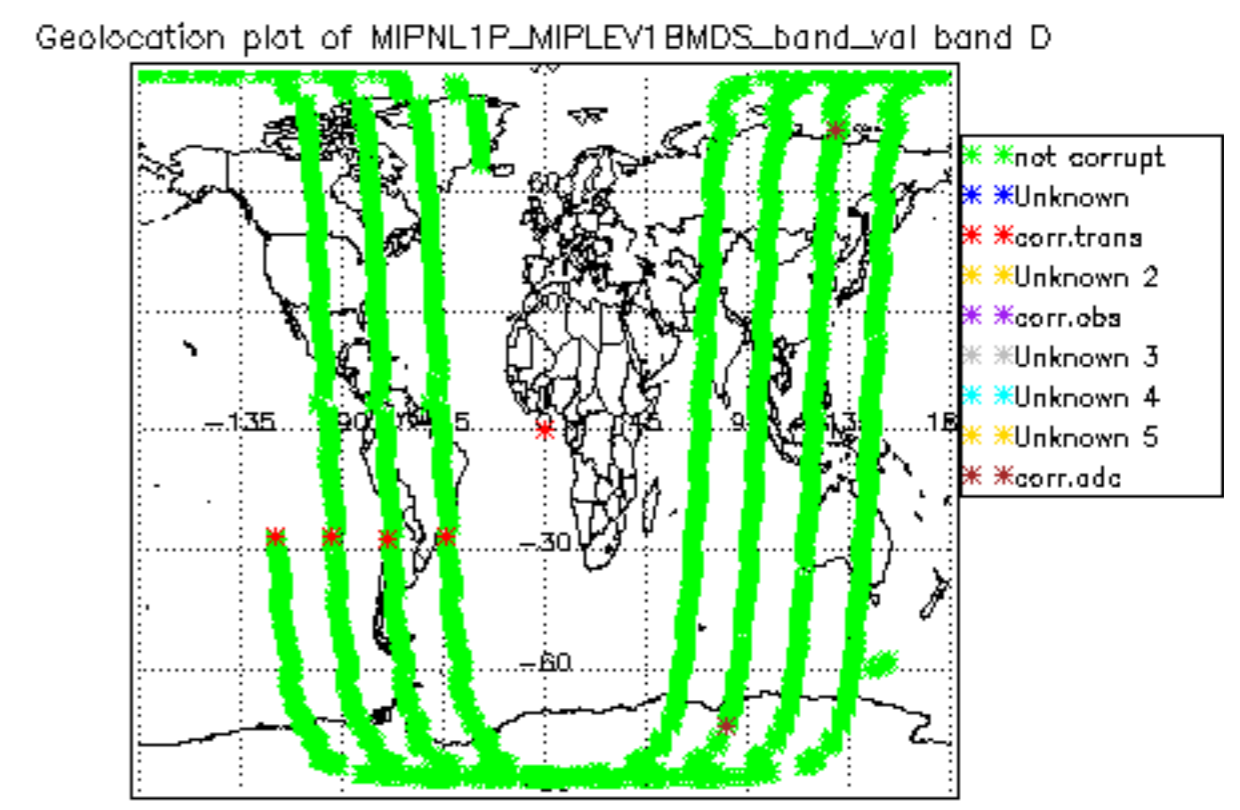 Geolocation plot of MIPNL1P_MIPLEV1BMDS_band_val band D
not corrupt
Unknown
corr.trans
Unknown 2
corr.obs
Unknown 3
Unknown 4
Unknown 5
corr.adc
60
-135
-30
-60